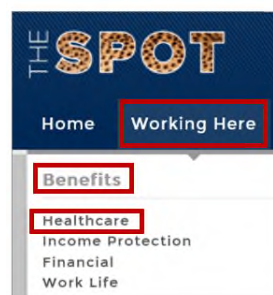 THE SPOT
Home Working Here
Benefits
Healthcare
Income Protection
Financial
Work Life